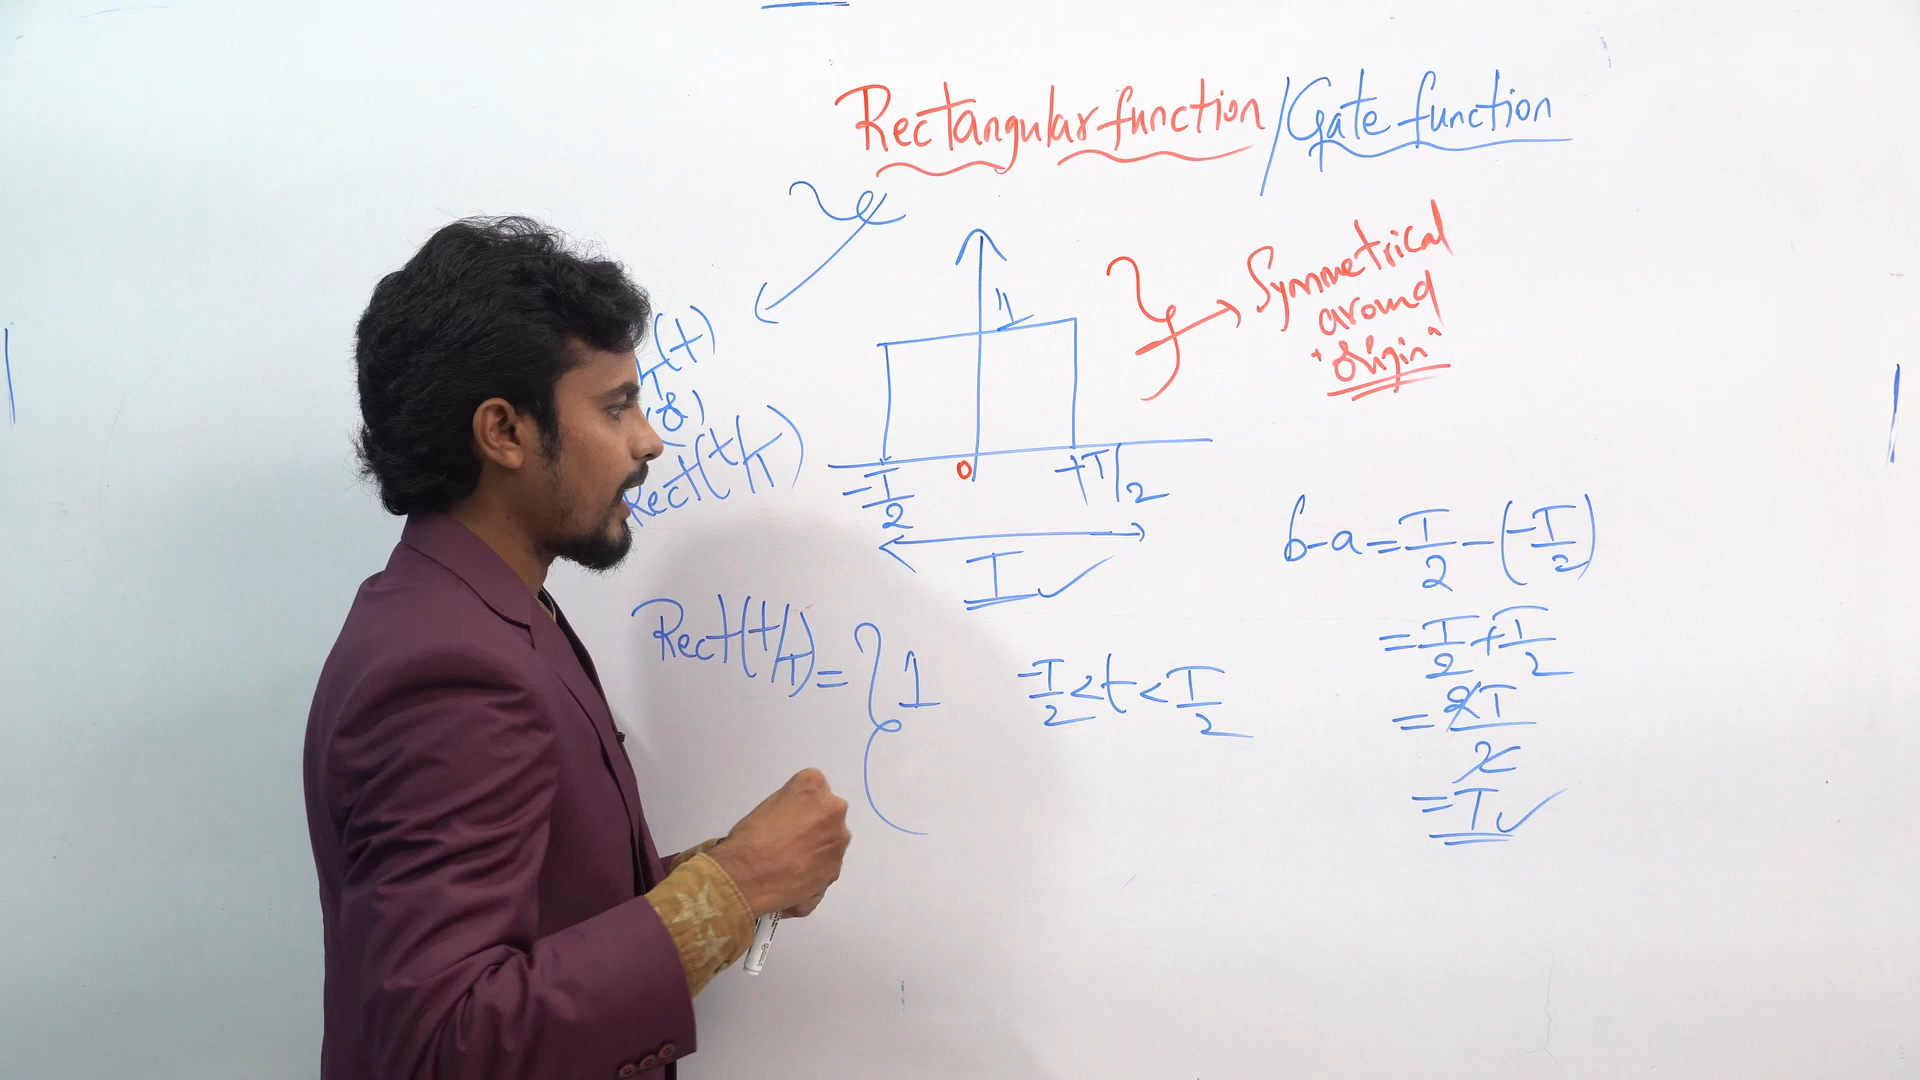 Rectangular function / Gate function
Symmetrical
around
"origin"
(t)
T
(or)
Rect(t/T)
1
-T/2
0
+T/2
T ✓
Rect(t/T) = { 1 -T/2 < t < T/2
b-a = T/2 - (-T/2)
= T/2 + T/2
= 2T/2
= T ✓